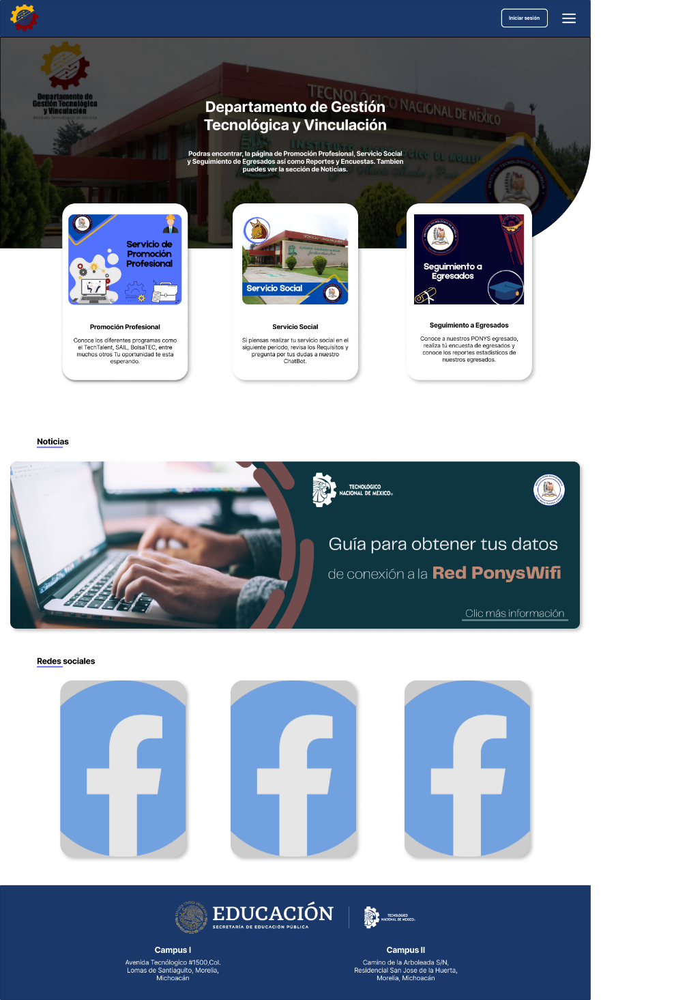 Iniciar sesión
Departamento de
Gestión Tecnológica
y Vinculación
TECNOLÓGICO NACIONAL DE MÉXICO
INSTITUTO TECNOLÓGICO DE MORELIA
Departamento de Gestión
Tecnológica y Vinculación
Podras encontrar, la página de Promoción Profesional, Servicio Social
y Seguimiento de Egresados así como Reportes y Encuestas. Tambien
puedes ver la sección de Noticias.
Servicio de
Promoción
Profesional
Promoción Profesional
Conoce los diferentes programas como
el TechTalent, SAIL, BolsaTEC, entre
muchos otros Tu oportunidad te esta
esperando.
Servicio Social
Servicio Social
Si piensas realizar tu servicio social en el
siguiente periodo, revisa los Requisitos y
pregunta por tus dudas a nuestro
ChatBot.
Seguimiento a
Egresados
Seguimiento a Egresados
Conoce a nuestros PONYS egresado,
realiza tú encuesta de egresados y
conoce los reportes estadisticos de
nuestros egresados.
Noticias
TECNOLÓGICO
NACIONAL DE MÉXICO®
Guía para obtener tus datos
de conexión a la Red PonysWifi
Clic más información
Redes sociales
EDUCACIÓN
SECRETARÍA DE EDUCACIÓN PÚBLICA
TECNOLÓGICO
NACIONAL DE MÉXICO®
Campus I
Avenida Tecnólogico #1500,Col.
Lomas de Santiaguito, Morelia,
Michoacán
Campus II
Camino de la Arboleada S/N,
Residencial San Jose de la Huerta,
Morelia, Michoacán